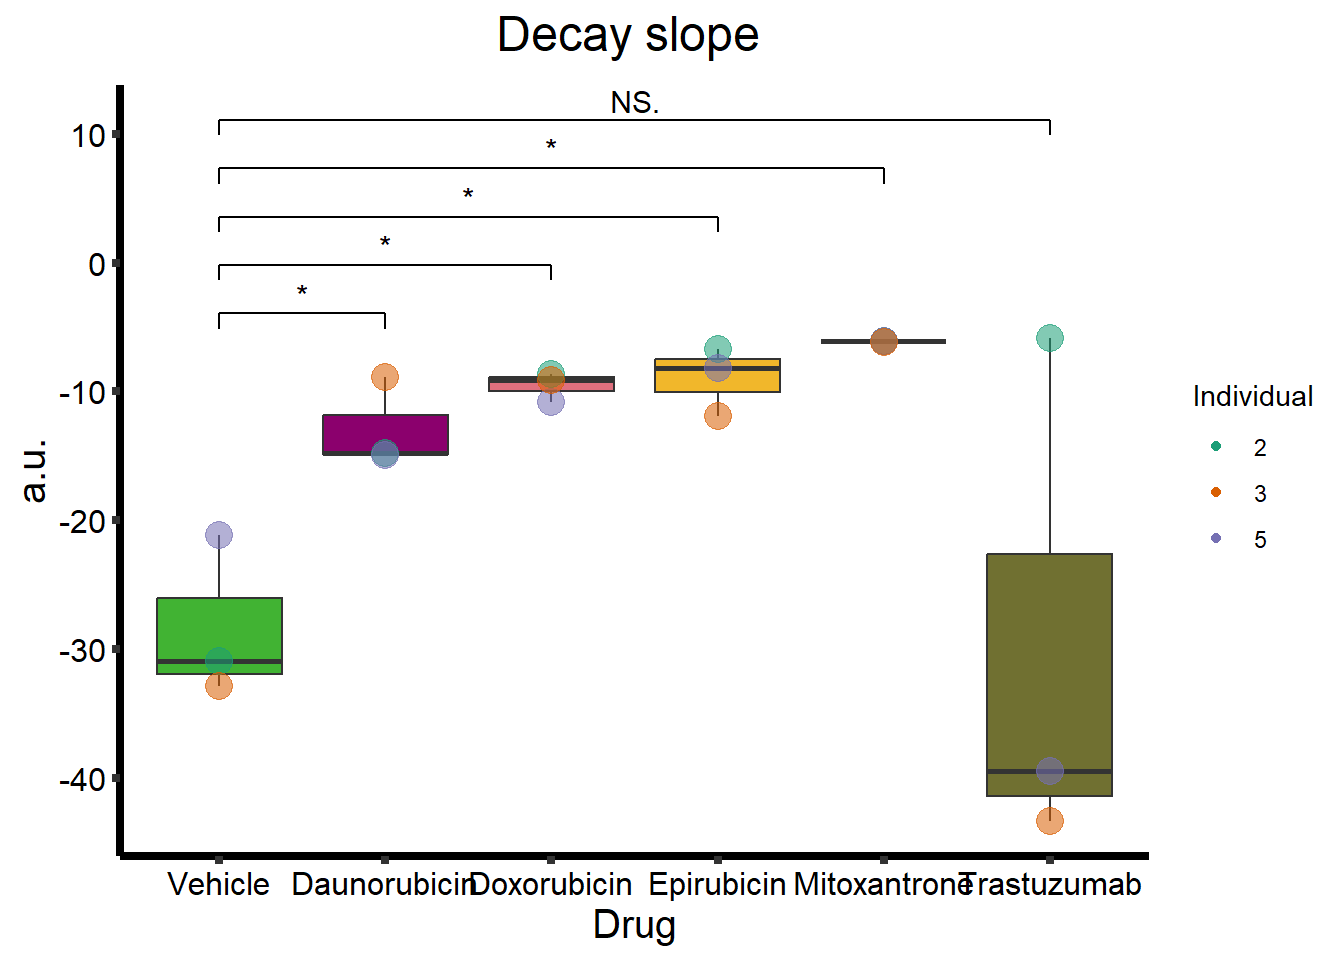 Decay slope
NS.
*
*
*
*
10
0
-10
-20
-30
-40
a.u.
Vehicle Daunorubicin Doxorubicin Epirubicin Mitoxantrone Trastuzumab
Drug
Individual
2
3
5